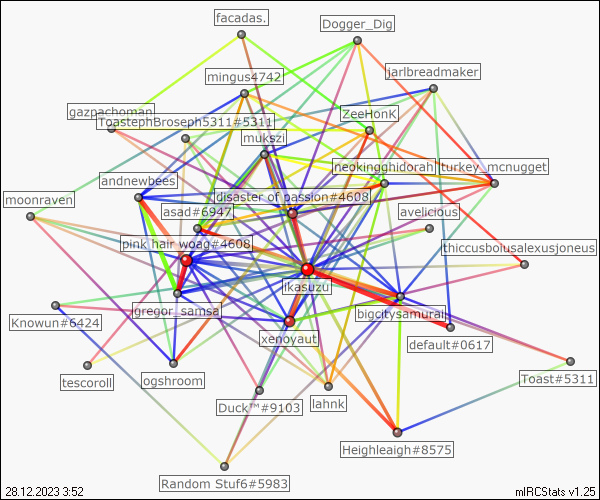 facadas.
Dogger_Dig
mingus4742
jarlbreadmaker
gazpachoman
ToastephBroseph5311#5311
ZeeHonk
mukszi
neokingghidorah
turkey_mcnugget
andnewbees
disaster of passion#4608
moonraven
asad#6947
avelicious
pink hair woag#4608
thiccusbolusalexusjoneus
ikasuzu
gregor_samsa
bigcitysamurai
Knowun#6424
xenoyaut
default#0617
tescoroll
ogshroom
Toast#5311
Duck™#9103
lahnk
Heighleaigh#8575
Random Stuf6#5983
28.12.2023 3:52
mIRCStats v1.25